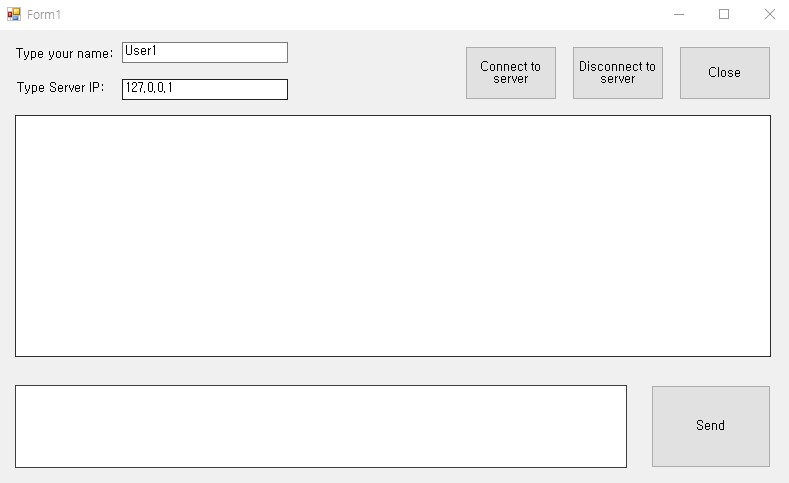 Form1
Type your name:
User1
Type Server IP:
127.0.0.1
Connect to
server
Disconnect to
server
Close
Send